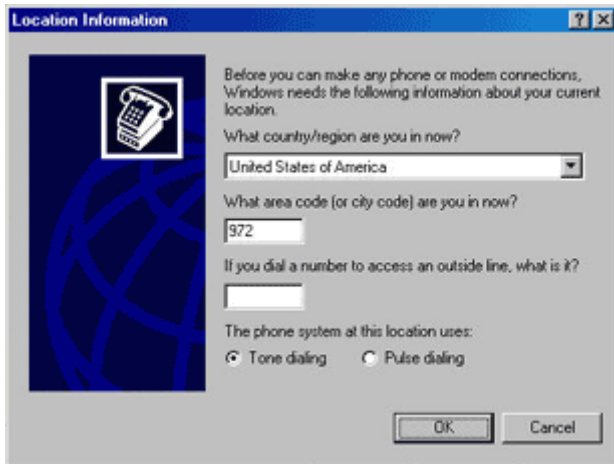 Location Information
Before you can make any phone or modem connections,
Windows needs the following information about your current
location.
What country/region are you in now?
United States of America
What area code (or city code) are you in now?
972
If you dial a number to access an outside line, what is it?
The phone system at this location uses:
Tone dialing Pulse dialing
OK Cancel